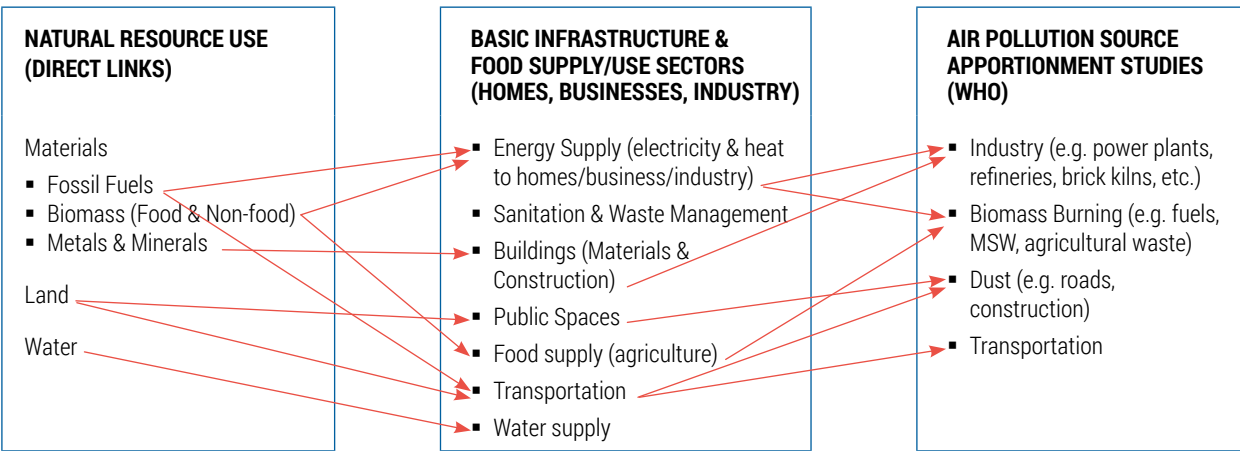 NATURAL RESOURCE USE
(DIRECT LINKS)
Materials
▪ Fossil Fuels
▪ Biomass (Food & Non-food)
▪ Metals & Minerals
Land
Water
BASIC INFRASTRUCTURE &
FOOD SUPPLY/USE SECTORS
(HOMES, BUSINESSES, INDUSTRY)
▪ Energy Supply (electricity & heat
to homes/business/industry)
▪ Sanitation & Waste Management
▪ Buildings (Materials &
Construction)
▪ Public Spaces
▪ Food supply (agriculture)
▪ Transportation
▪ Water supply
AIR POLLUTION SOURCE
APPORTIONMENT STUDIES
(WHO)
▪ Industry (e.g. power plants,
refineries, brick kilns, etc.)
▪ Biomass Burning (e.g. fuels,
MSW, agricultural waste)
▪ Dust (e.g. roads,
construction)
▪ Transportation